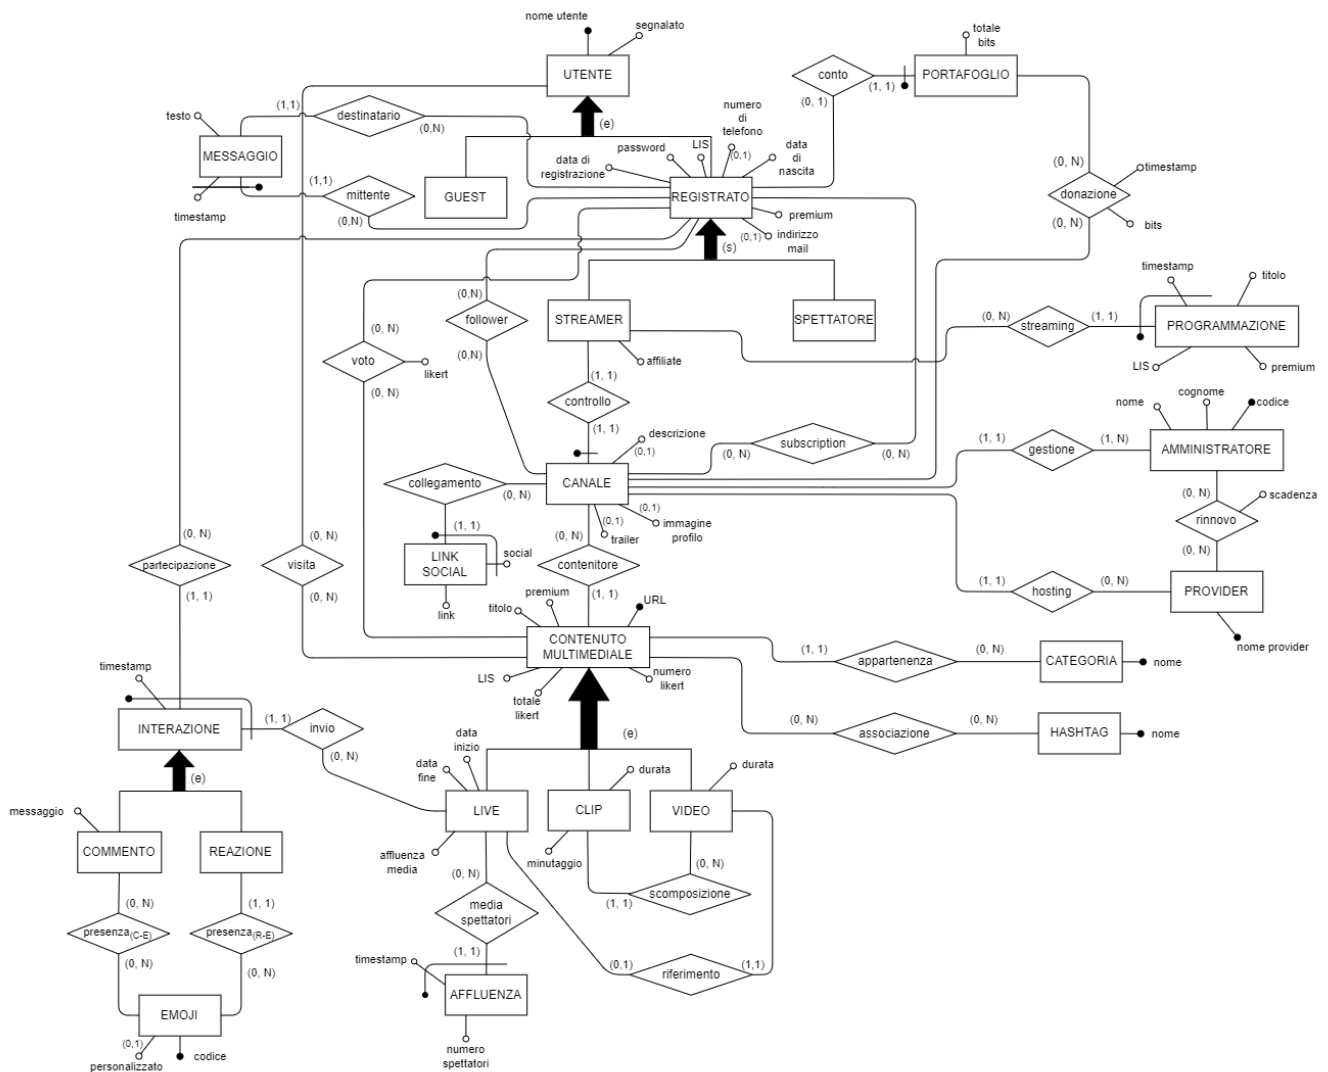 nome utente
segnalato
UTENTE
(e)
conto
(0, 1)
(1, 1)
totale
bits
PORTAFOGLIO
testo
MESSAGGIO
timestamp
(1,1)
destinatario
(0,N)
(1,1)
mittente
(0,N)
GUEST
data di
registrazione
password
LIS
numero
di
telefono
(0,1)
data
di
nascita
REGISTRATO
premium
(0,1)
indirizzo
mail
(s)
(0, N)
timestamp
donazione
(0, N)
bits
(0,N)
follower
(0,N)
STREAMER
affiliate
SPETTATORE
timestamp
titolo
(0, N)
streaming
(1, 1)
PROGRAMMAZIONE
LIS
premium
(0, N)
voto
likert
(0, N)
(1, 1)
controllo
(1, 1)
descrizione
(0,1)
(0, N)
subscription
(0, N)
nome
cognome
codice
(1, 1)
gestione
(1, N)
AMMINISTRATORE
collegamento
(0, N)
CANALE
(0,1)
immagine
profilo
(0,1)
trailer
(0, N)
scadenza
rinnovo
(0, N)
(1, 1)
LINK
SOCIAL
social
link
(0, N)
contenitore
(1, 1)
(1, 1)
hosting
(0, N)
PROVIDER
nome provider
(0, N)
partecipazione
(1, 1)
(0, N)
visita
(0, N)
titolo
premium
URL
CONTENUTO
MULTIMEDIALE
LIS
totale
likert
numero
likert
(1, 1)
appartenenza
(0, N)
CATEGORIA
nome
(0, N)
associazione
(0, N)
HASHTAG
nome
timestamp
INTERAZIONE
(1, 1)
invio
(0, N)
(e)
(e)
data
fine
data
inizio
LIVE
affluenza
media
durata
CLIP
minutaggio
durata
VIDEO
messaggio
COMMENTO
REAZIONE
(0, N)
scomposizione
(1, 1)
(0, N)
media
spettatori
(1, 1)
(0,1)
riferimento
(1,1)
(0, N)
presenza(C-E)
(0, N)
(1, 1)
presenza(R-E)
(0, N)
timestamp
AFFLUENZA
numero
spettatori
EMOJI
(0,1)
personalizzato
codice